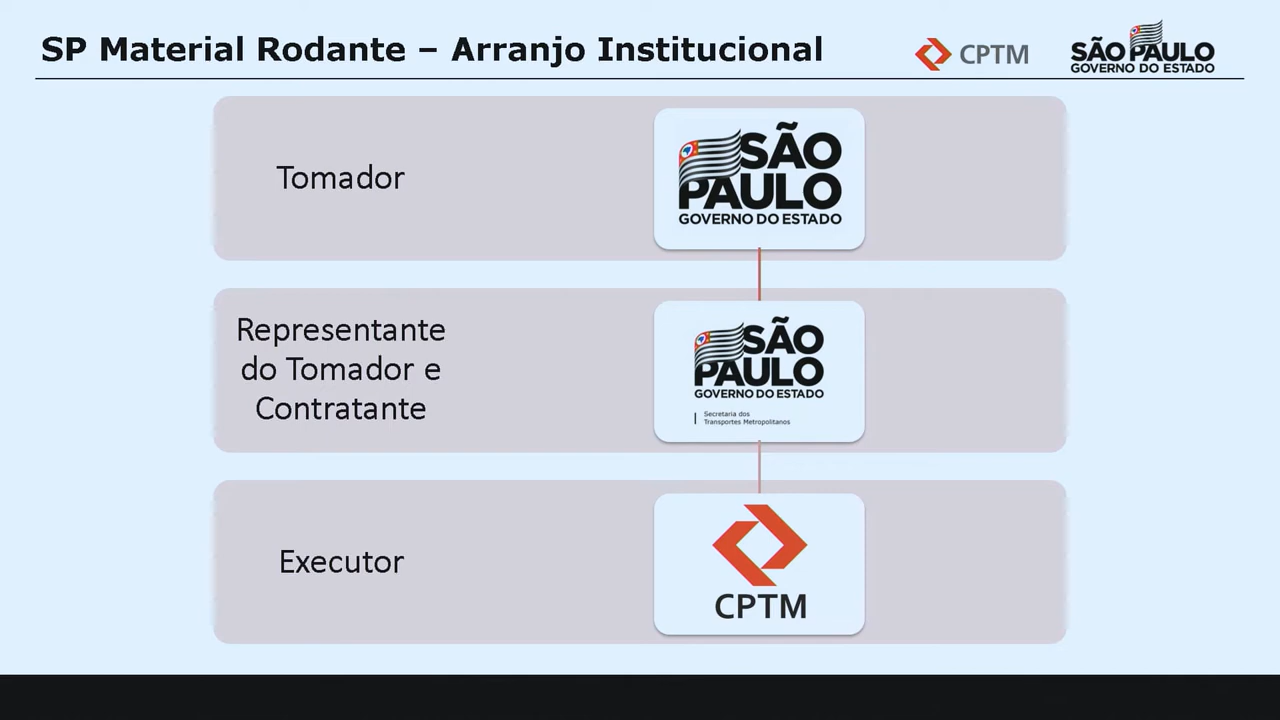 SP Material Rodante – Arranjo Institucional
CPTM
SÃO PAULO
GOVERNO DO ESTADO
Tomador
SÃO
PAULO
GOVERNO DO ESTADO
Representante
do Tomador e
Contratante
SÃO
PAULO
GOVERNO DO ESTADO
Secretaria dos
Transportes Metropolitanos
Executor
CPTM